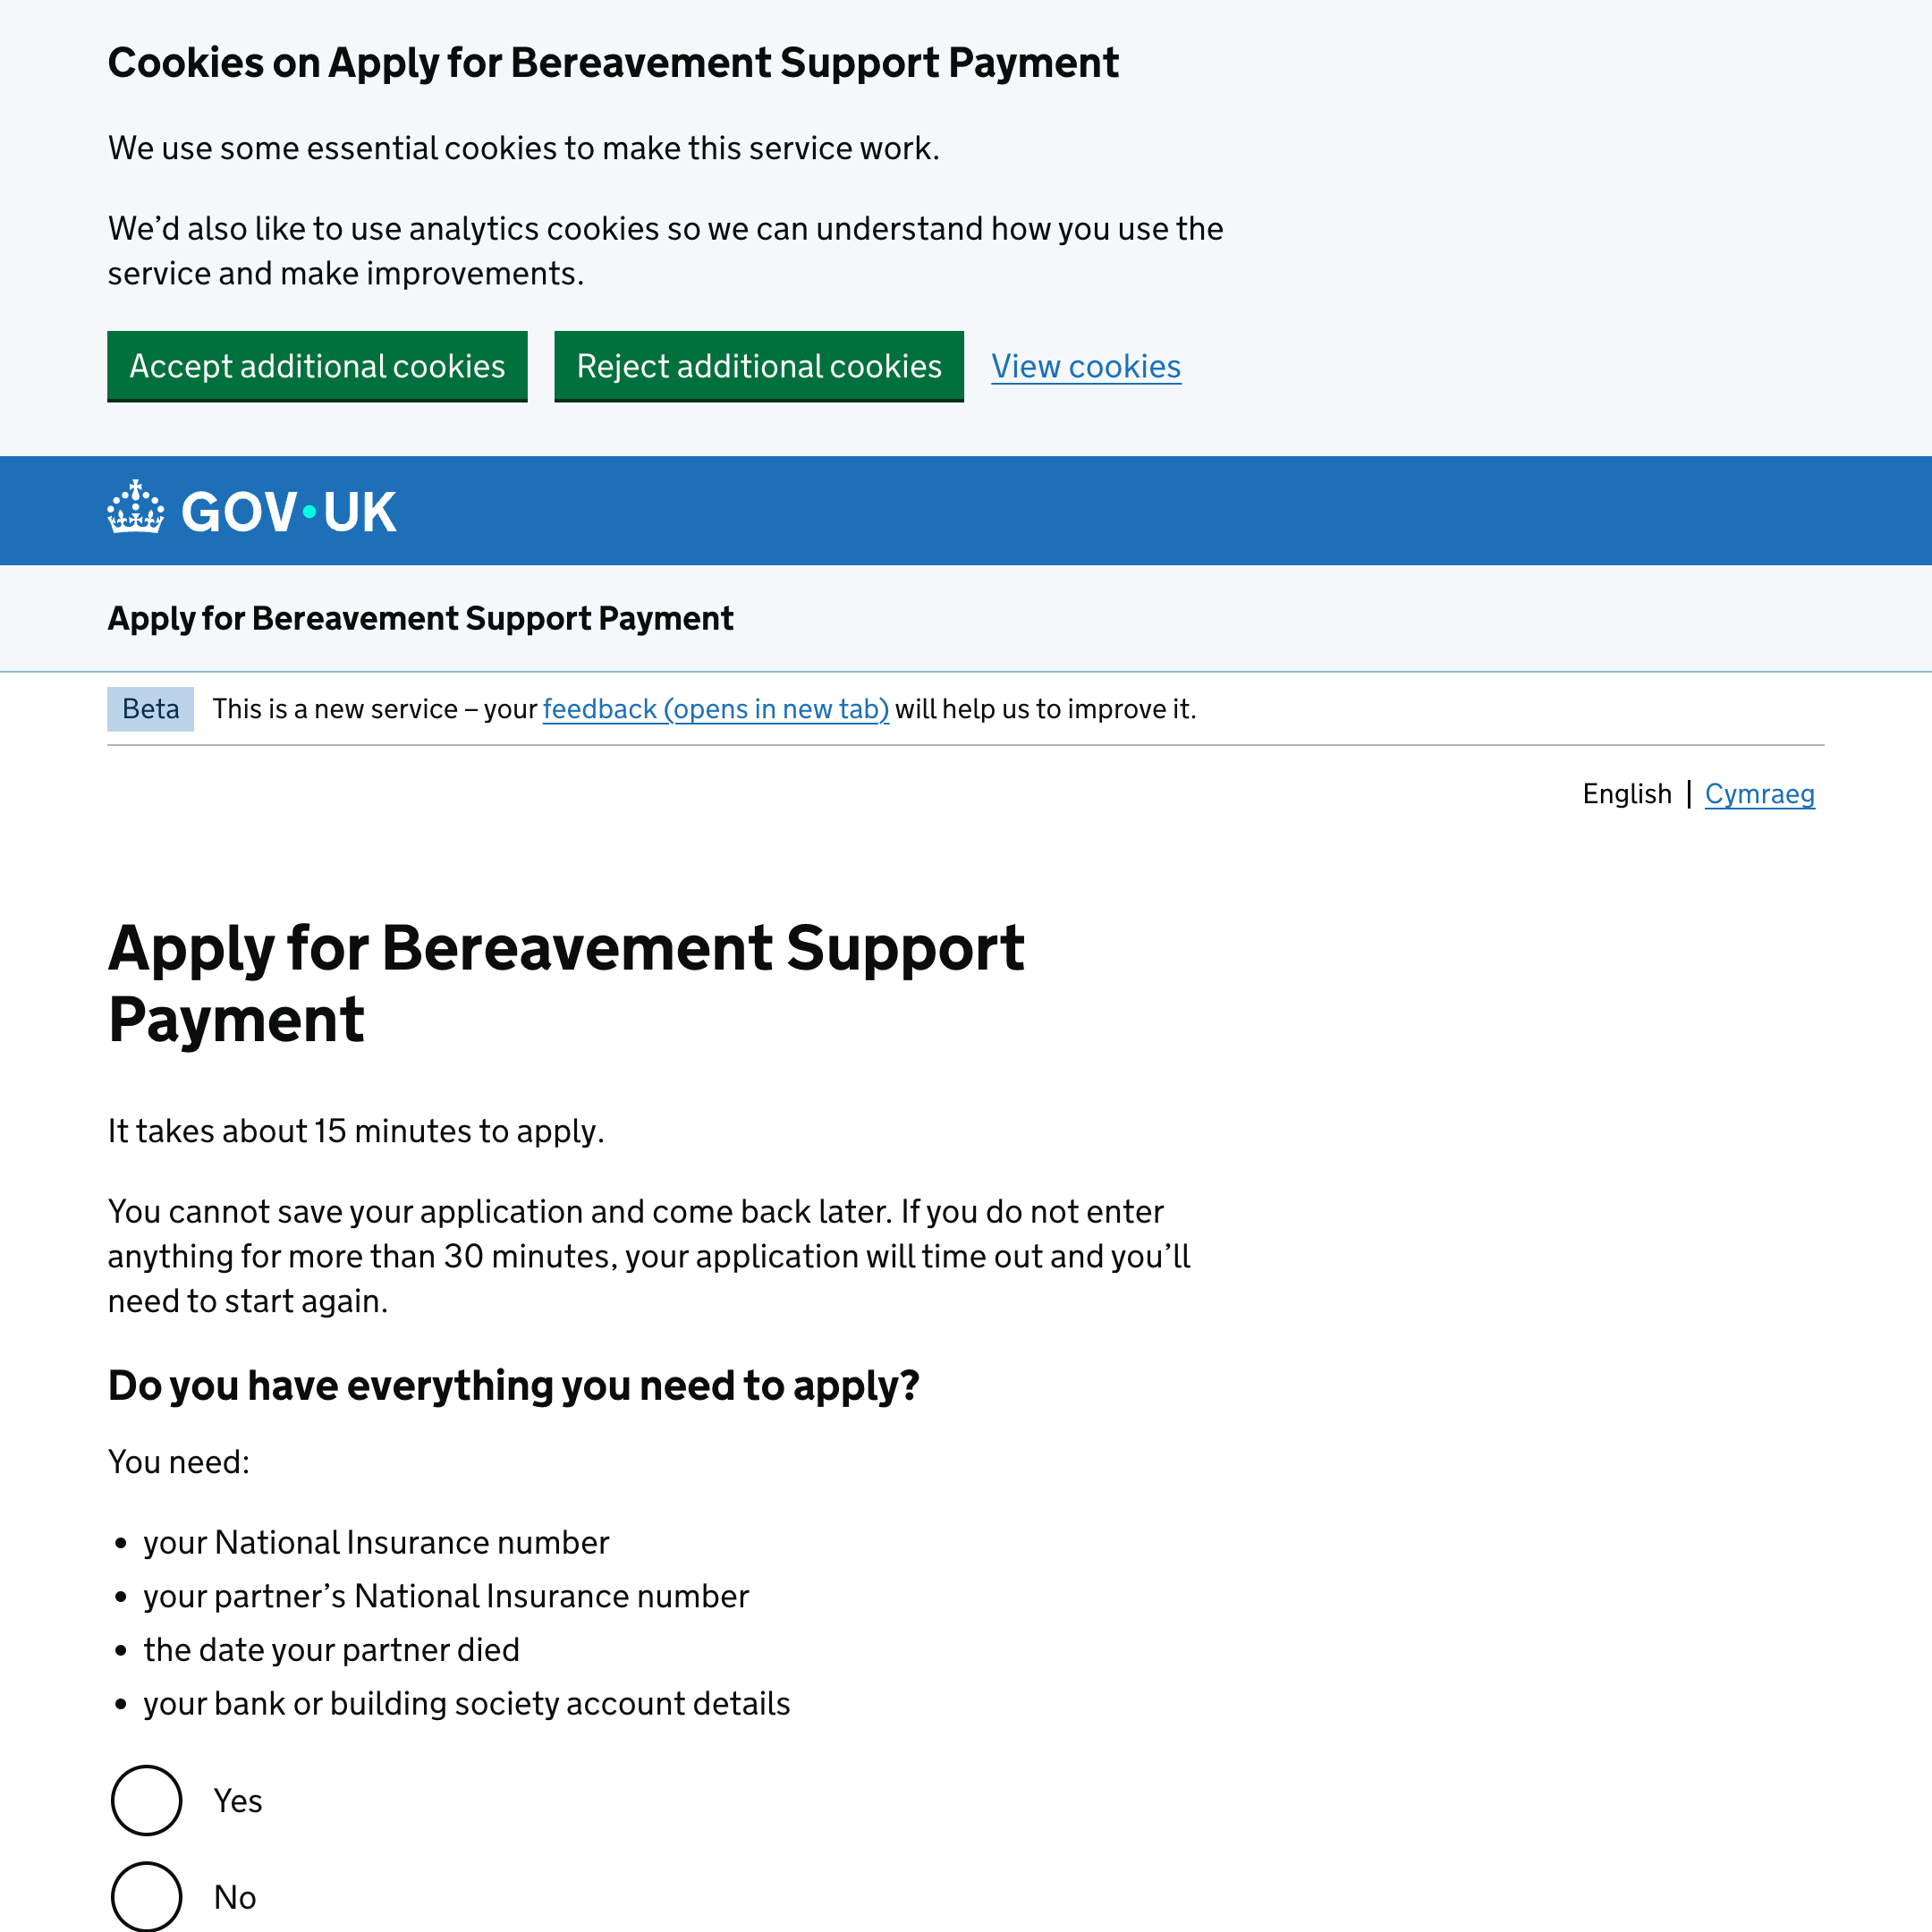 Cookies on Apply for Bereavement Support Payment
We use some essential cookies to make this service work.
We’d also like to use analytics cookies so we can understand how you use the
service and make improvements.
Accept additional cookies Reject additional cookies View cookies
GOV·UK
Apply for Bereavement Support Payment
Beta This is a new service – your feedback (opens in new tab) will help us to improve it.
English | Cymraeg
Apply for Bereavement Support
Payment
It takes about 15 minutes to apply.
You cannot save your application and come back later. If you do not enter
anything for more than 30 minutes, your application will time out and you’ll
need to start again.
Do you have everything you need to apply?
You need:
• your National Insurance number
• your partner’s National Insurance number
• the date your partner died
• your bank or building society account details
Yes
No